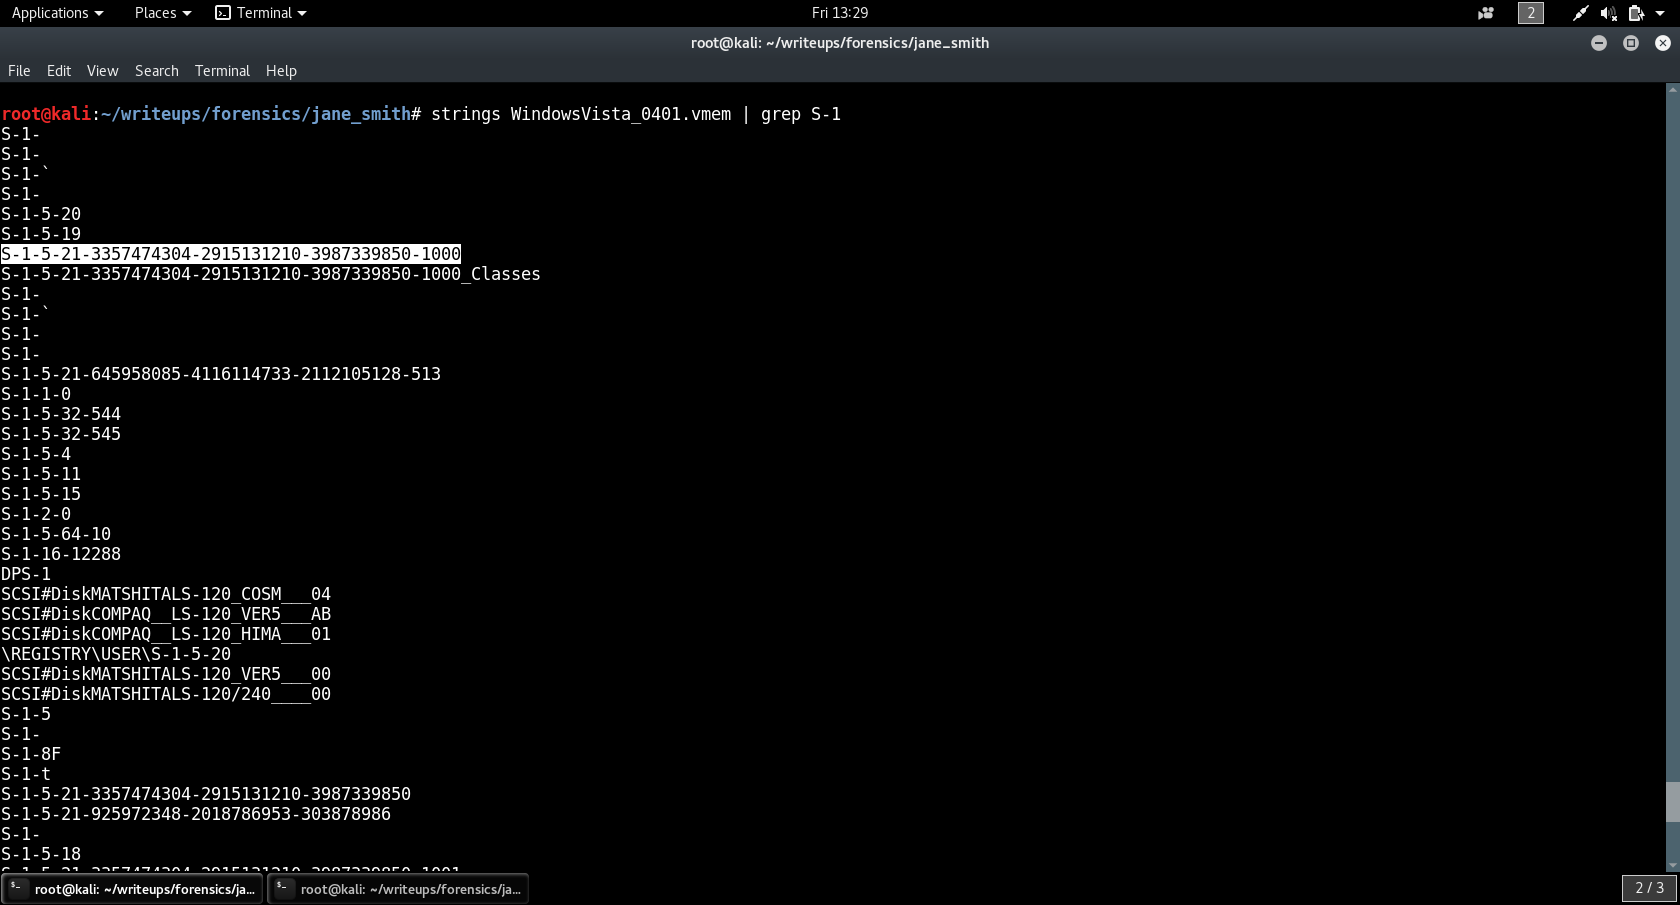 Applications Places Terminal Fri 13:29 2
root@kali: ~/writeups/forensics/jane_smith
File Edit View Search Terminal Help
root@kali:~/writeups/forensics/jane_smith# strings WindowsVista_0401.vmem | grep S-1
S-1-
S-1-
S-1-`
S-1-
S-1-5-20
S-1-5-19
S-1-5-21-3357474304-2915131210-3987339850-1000
S-1-5-21-3357474304-2915131210-3987339850-1000_Classes
S-1-
S-1-`
S-1-
S-1-
S-1-5-21-645958085-4116114733-2112105128-513
S-1-1-0
S-1-5-32-544
S-1-5-32-545
S-1-5-4
S-1-5-11
S-1-5-15
S-1-2-0
S-1-5-64-10
S-1-16-12288
DPS-1
SCSI#DiskMATSHITALS-120_COSM___04
SCSI#DiskCOMPAQ__LS-120_VER5___AB
SCSI#DiskCOMPAQ__LS-120_HIMA___01
\REGISTRY\USER\S-1-5-20
SCSI#DiskMATSHITALS-120_VER5___00
SCSI#DiskMATSHITALS-120/240____00
S-1-5
S-1-
S-1-8F
S-1-t
S-1-5-21-3357474304-2915131210-3987339850
S-1-5-21-925972348-2018786953-303878986
S-1-
S-1-5-18
S-1-5-21-3357474304-2915131210-3987339850-1001
root@kali: ~/writeups/forensics/ja... root@kali: ~/writeups/forensics/ja... 2 / 3